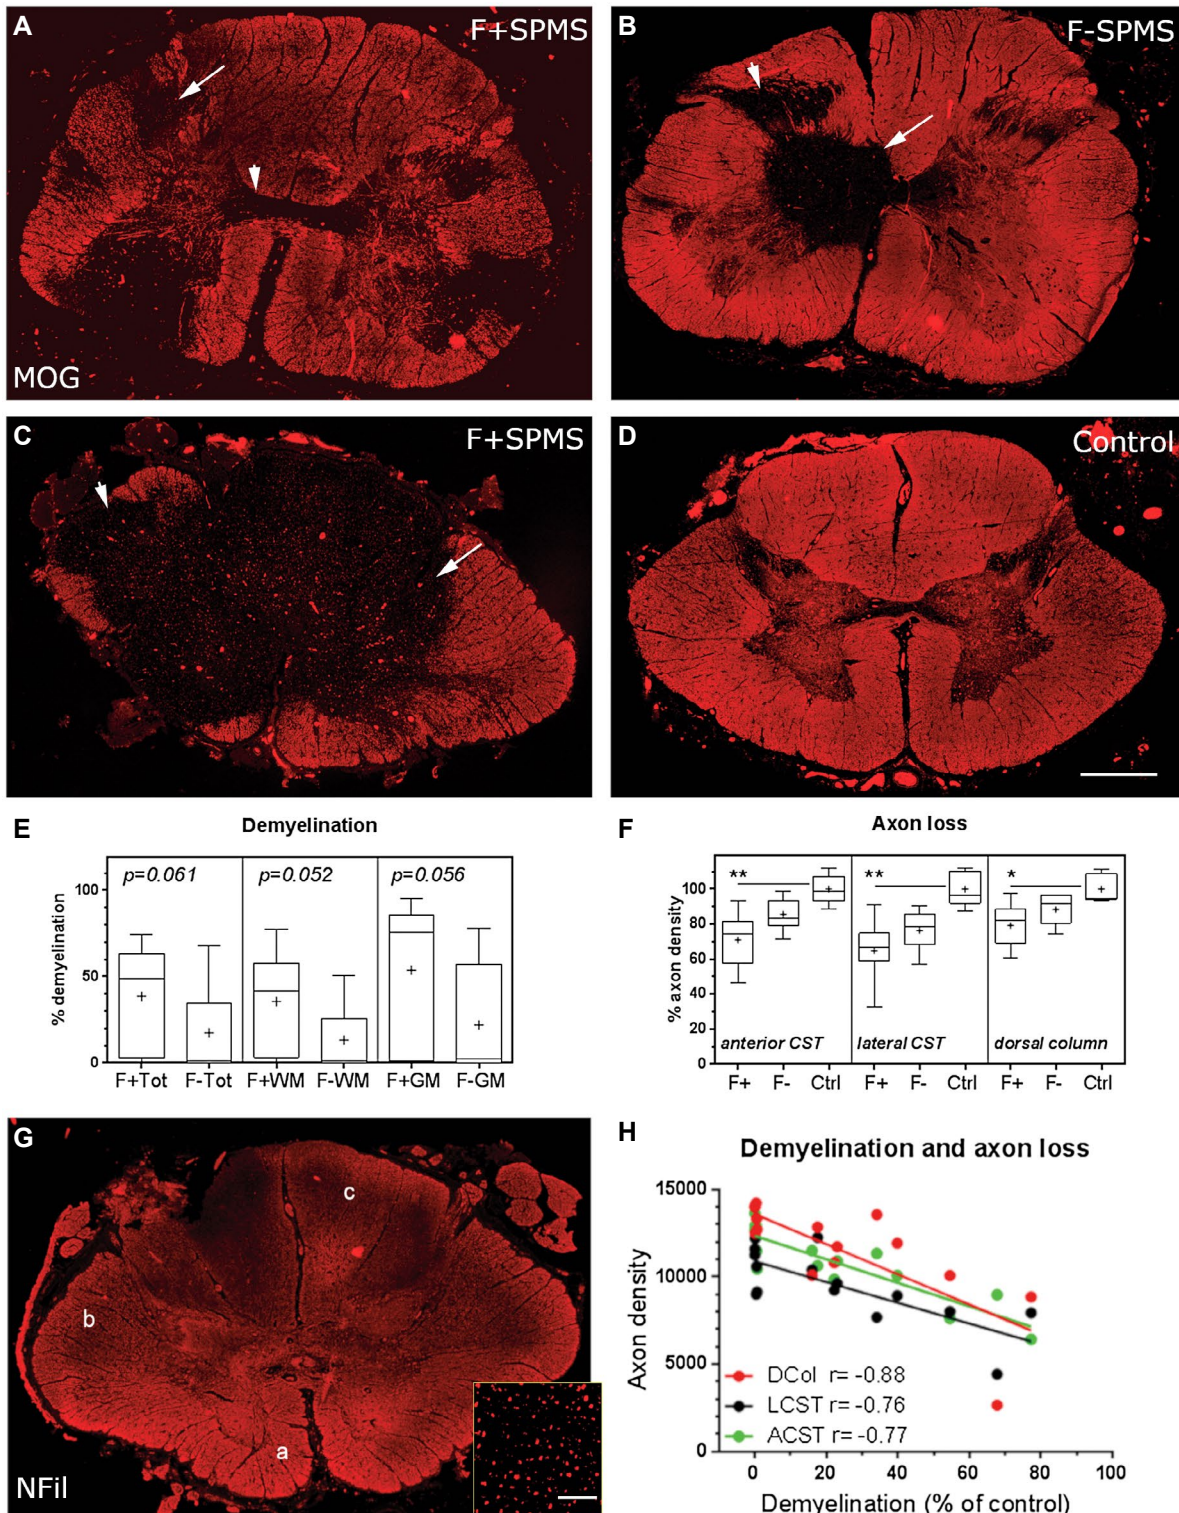 A
F+SPMS
MOG
B
F-SPMS
C
F+SPMS
D
Control
E
Demyelination
% demyelination
100
50
0
p=0.061
p=0.052
p=0.056
F+Tot
F-Tot
F+WM
F-WM
F+GM
F-GM
F
Axon loss
% axon density
100
80
60
40
20
0
**
**
*
anterior CST
lateral CST
dorsal column
F+
F-
Ctrl
F+
F-
Ctrl
F+
F-
Ctrl
G
c
b
a
NFil
H
Demyelination and axon loss
Axon density
15000
10000
5000
0
DCol r= -0.88
LCST r= -0.76
ACST r= -0.77
0
20
40
60
80
100
Demyelination (% of control)